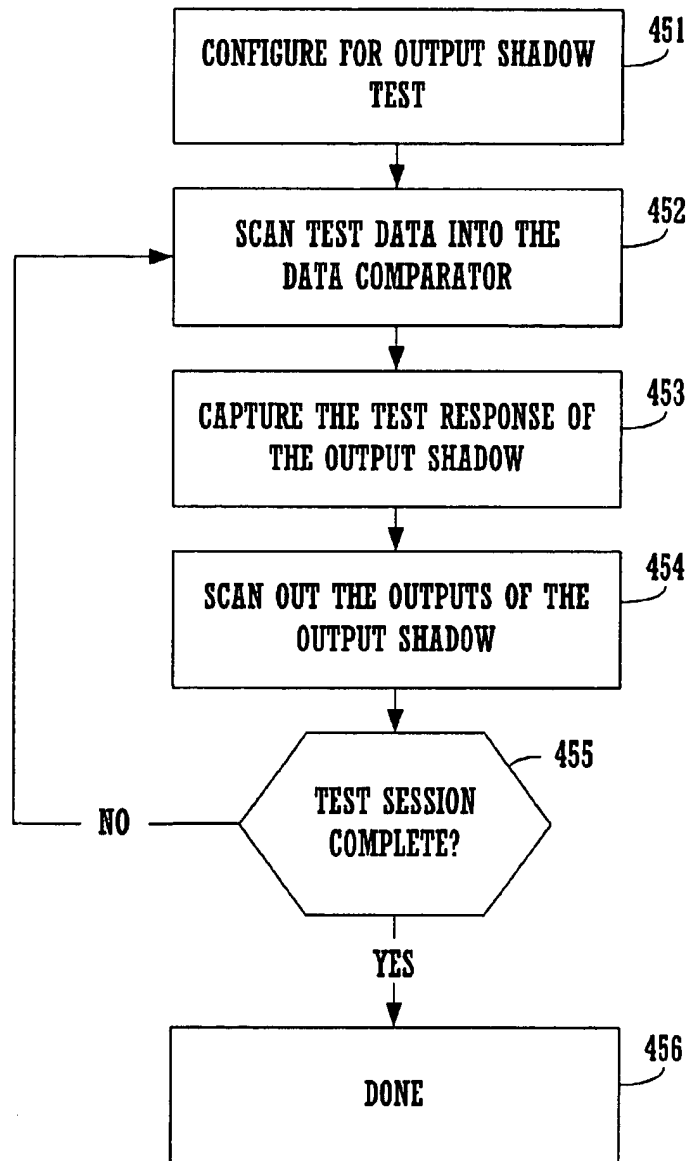 451
CONFIGURE FOR OUTPUT SHADOW
TEST
452
SCAN TEST DATA INTO THE
DATA COMPARATOR
453
CAPTURE THE TEST RESPONSE OF
THE OUTPUT SHADOW
454
SCAN OUT THE OUTPUTS OF THE
OUTPUT SHADOW
455
TEST SESSION
COMPLETE?
NO
YES
456
DONE